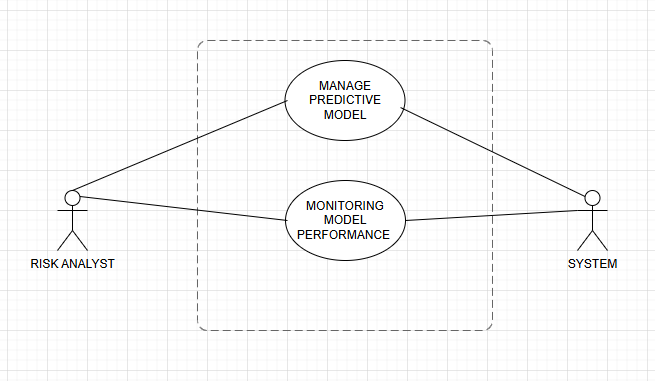 MANAGE
PREDICTIVE
MODEL
MONITORING
MODEL
PERFORMANCE
RISK ANALYST
SYSTEM